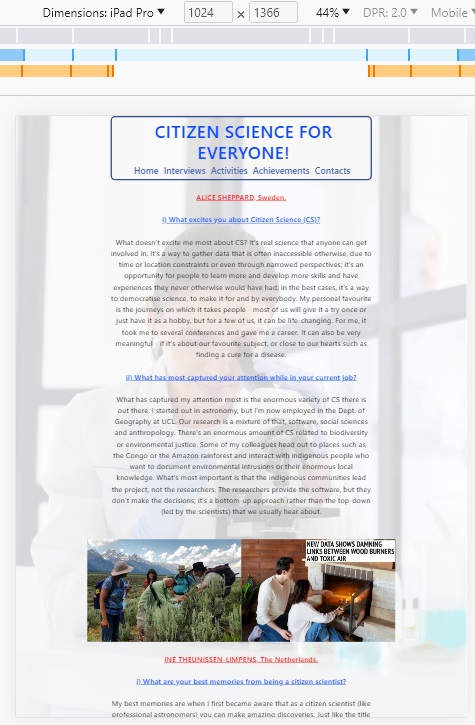 Dimensions: iPad Pro ▼ 1024 x 1366 44% ▼ DPR: 2.0 ▼ Mobile
CITIZEN SCIENCE FOR
EVERYONE!
Home Interviews Activities Achievements Contacts
ALICE SHEPPARD, Sweden.
i) What excites you about Citizen Science (CS)?
What doesn't excite me most about CS? It's real science that anyone can get
involved in. It's a way to gather data that is often inaccessible otherwise, due to
time or location constraints or even through narrowed perspectives; it's an
opportunity for people to learn more and develop more skills and have
experiences they never otherwise would have had; in the best cases, it's a way
to democratise science, to make it for and by everybody. My personal favourite
is the journeys on which it takes people - most of us will give it a try once or
just have it as a hobby, but for a few of us, it can be life-changing. For me, it
took me to several conferences and gave me a career. It can also be very
meaningful - if it's about our favourite subject, or close to our hearts such as
finding a cure for a disease.
ii) What has most captured your attention while in your current job?
What has captured my attention most is the enormous variety of CS there is
out there. I started out in astronomy, but I'm now employed in the Dept. of
Geography at UCL. Our research is a mixture of that, software, social sciences
and anthropology. There's an enormous amount of CS related to biodiversity
or environmental justice. Some of my colleagues head out to places such as
the Congo or the Amazon rainforest and interact with indigenous people who
want to document environmental intrusions or their enormous local
knowledge. What's most important is that the indigenous communities lead
the project, not the researchers. The researchers provide the software, but they
don't make the decisions; it's a bottom-up approach rather than the top-down
(led by the scientists) that we usually hear about.
NEW DATA SHOWS DAMNING
LINKS BETWEEN WOOD BURNERS
AND TOXIC AIR
INE THEUNISSEN-LIMPENS, The Netherlands.
i) What are your best memories from being a citizen scientist?
My best memories are when I first became aware that as a citizen scientist (like
professional astronomers) you can make amazing discoveries. Just like the title